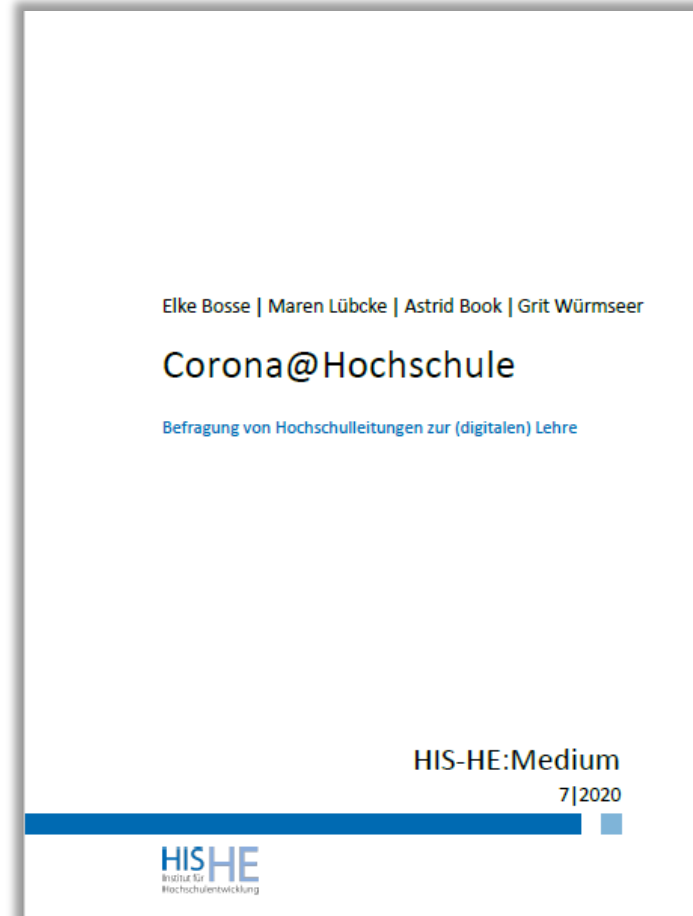 Elke Bosse | Maren Lübcke | Astrid Book | Grit Würmseer
Corona@Hochschule
Befragung von Hochschulleitungen zur (digitalen) Lehre
HIS-HE:Medium
7|2020
HISHE
Institut für
Hochschulentwicklung